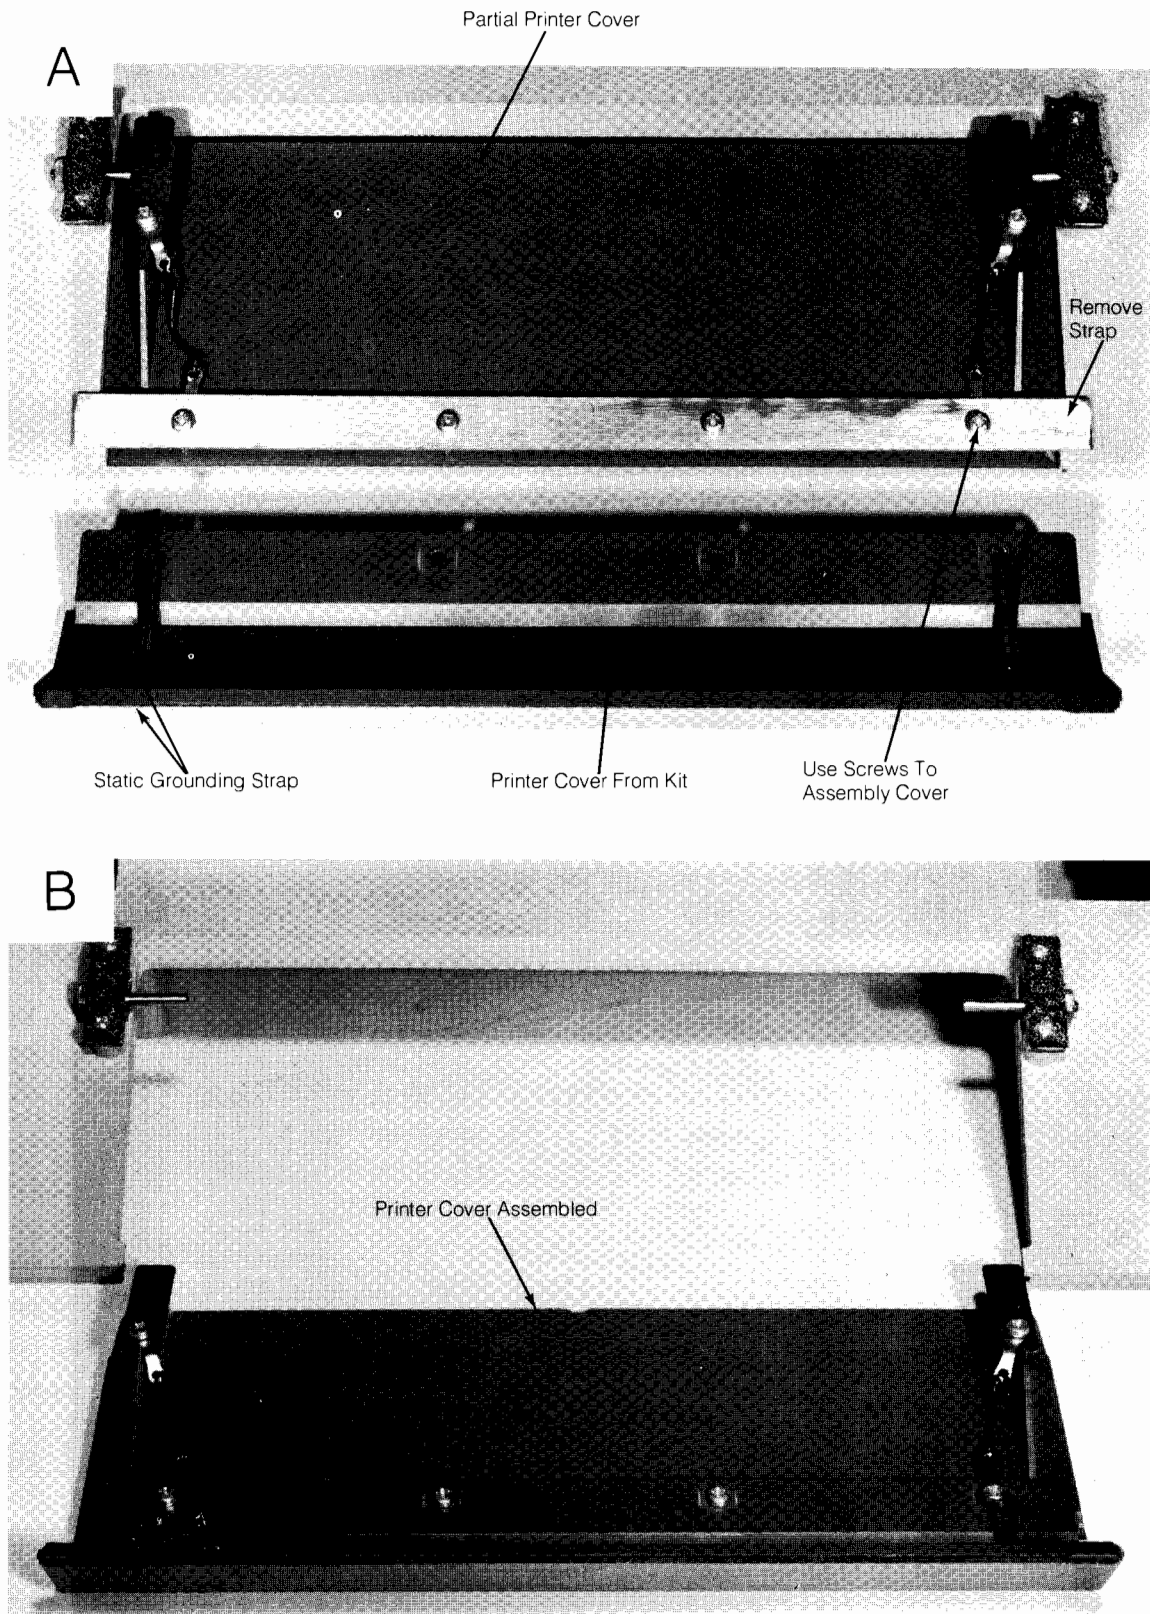 Partial Printer Cover
A
Remove
Strap
Static Grounding Strap
Printer Cover From Kit
Use Screws To
Assembly Cover
B
Printer Cover Assembled